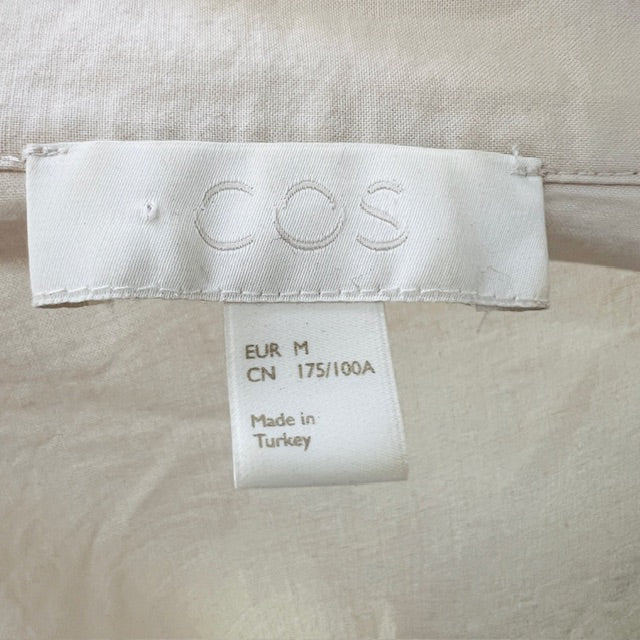 COS
EUR M
CN 175/100A
Made in
Turkey